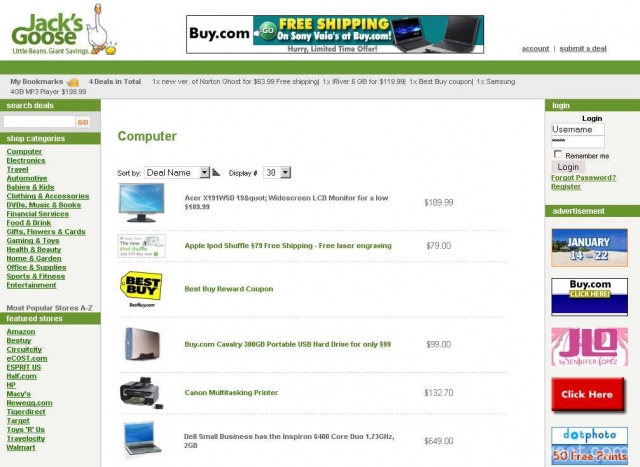 Jack's
Goose
Little Beans. Giant Savings.
Buy.com
FREE SHIPPING
On Sony Vaio's at Buy.com!
Hurry, Limited Time Offer!
account | submit a deal
My Bookmarks 4 Deals in Total 1x new ver. of Norton Ghost for $63.99 Free shipping| 1x iRiver 6 GB for $119.99| 1x Best Buy coupon| 1x Samsung
4GB MP3 Player $199.99
search deals
GO
shop categories
Computer
Electronics
Travel
Automotive
Babies & Kids
Clothing & Accessories
DVDs, Music & Books
Financial Services
Food & Drink
Gifts, Flowers & Cards
Gaming & Toys
Health & Beauty
Home & Garden
Office & Supplies
Sports & Fitness
Entertainment
Most Popular Stores A-Z
featured stores
Amazon
Bestuy
Circuitcity
eCOST.com
ESPRIT US
Half.com
HP
Macy's
Newegg.com
Tigerdirect
Target
Toys 'R' Us
Travelocity
Walmart
Computer
Sort by: Deal Name Display # 30
Acer X191WSD 19&quot; Widescreen LCD Monitor for a low
$189.99
$189.99
Apple Ipod Shuffle $79 Free Shipping - Free laser engraving
$79.00
The new
iPod shuffle
BEST
BUY
BestBuy.com
Best Buy Reward Coupon
Buy.com Cavalry 300GB Portable USB Hard Drive for only $99
$99.00
Canon Multitasking Printer
$132.70
Dell Small Business has the Inspiron 6400 Core Duo 1.73GHz,
2GB
$649.00
login
Login
Username
****
Remember me
Login
Forgot Password?
Register
advertisement
JANUARY
14 – 22
Buy.com
CLICK HERE!
JLO
by JENNIFER LOPEZ
Click Here
dotphoto
50 Free Prints